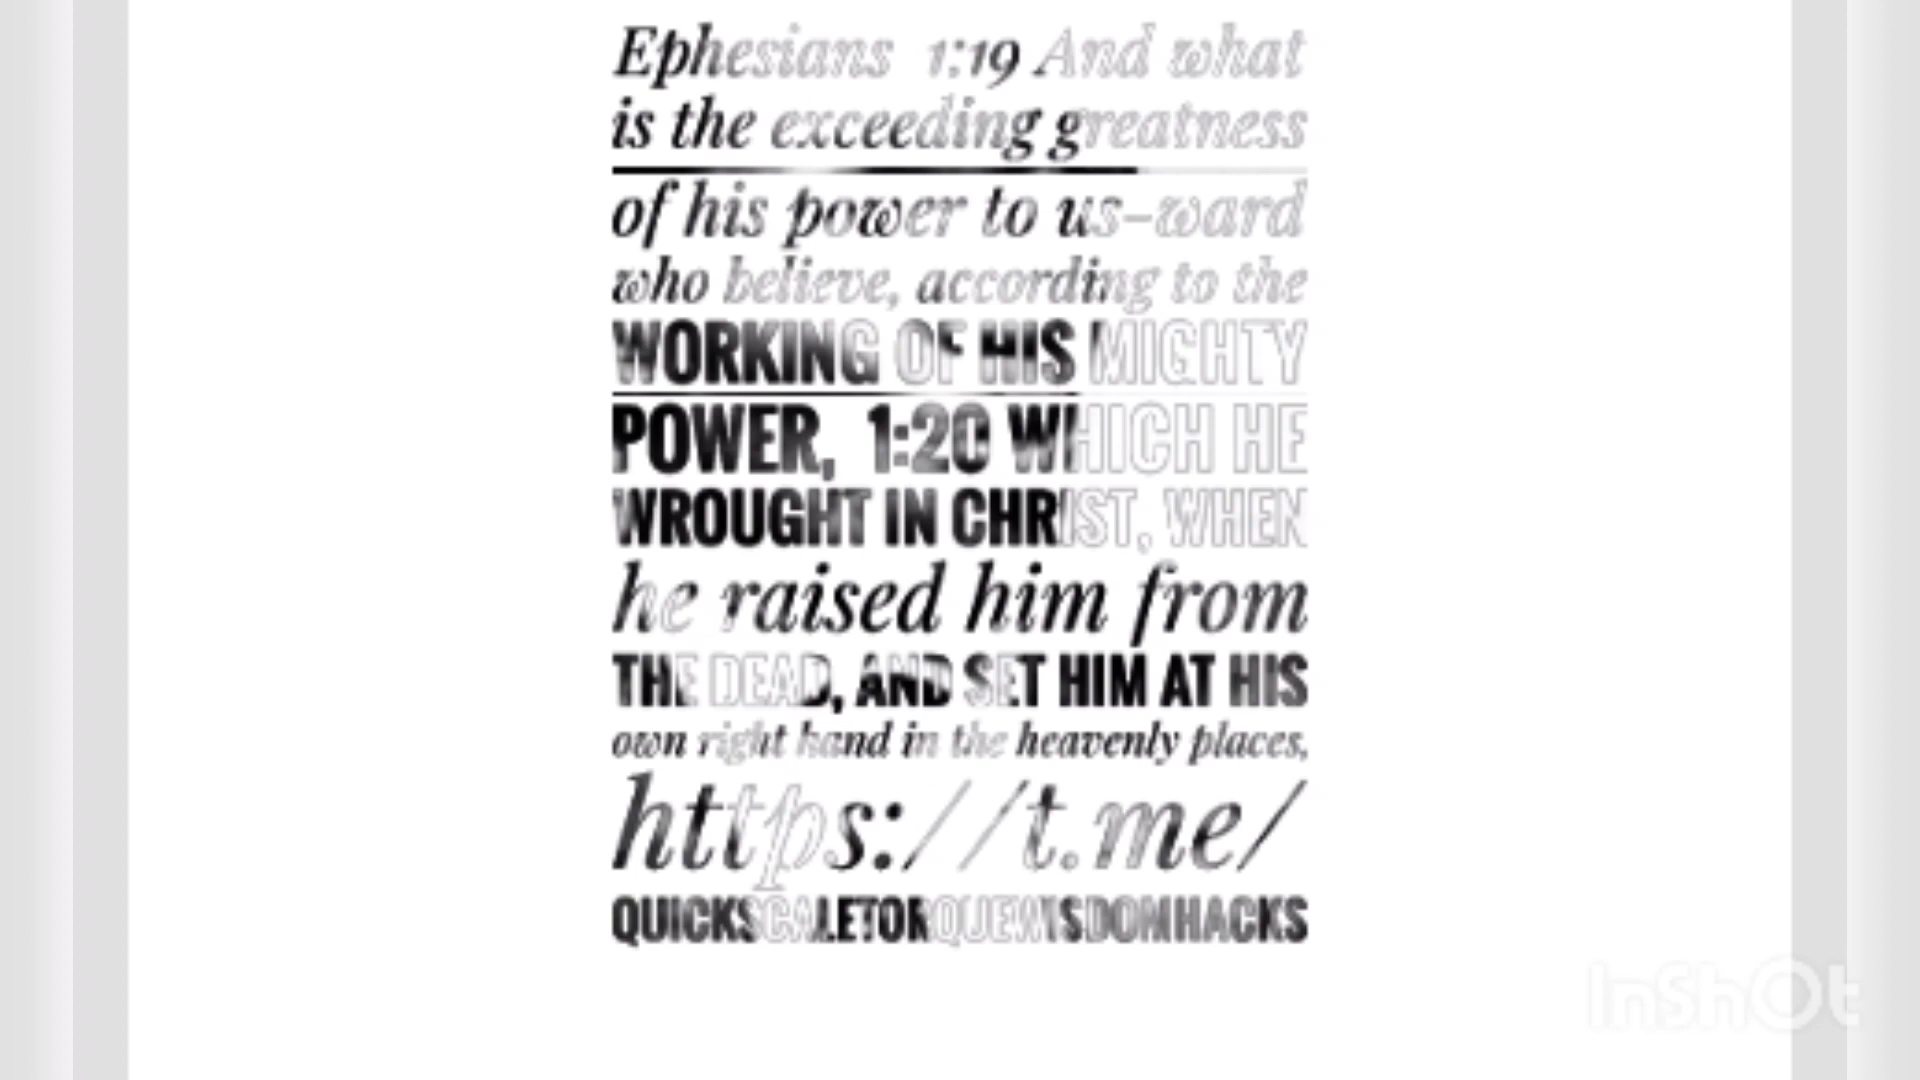 Ephesians 1:19 And what
is the exceeding greatness
of his power to us-ward
who believe, according to the
WORKING OF HIS MIGHTY
POWER, 1:20 WHICH HE
WROUGHT IN CHRIST, WHEN
he raised him from
THE DEAD, AND SET HIM AT HIS
own right hand in the heavenly places,
https://t.me/
QUICKSCALETORQUEWISDOMHACKS
InShOt